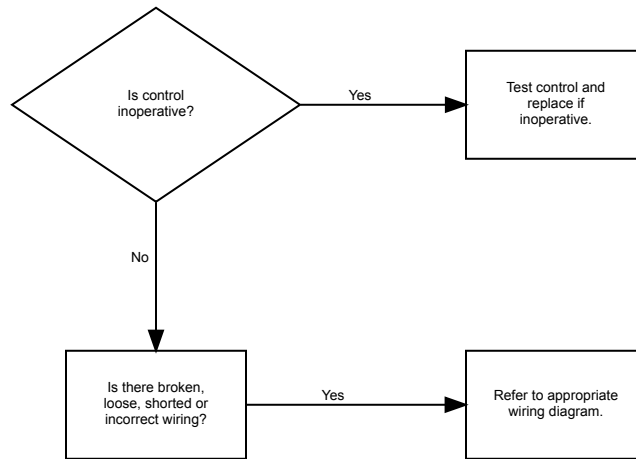 Is control
inoperative?
Yes
Test control and
replace if
inoperative.
No
Is there broken,
loose, shorted or
incorrect wiring?
Yes
Refer to appropriate
wiring diagram.